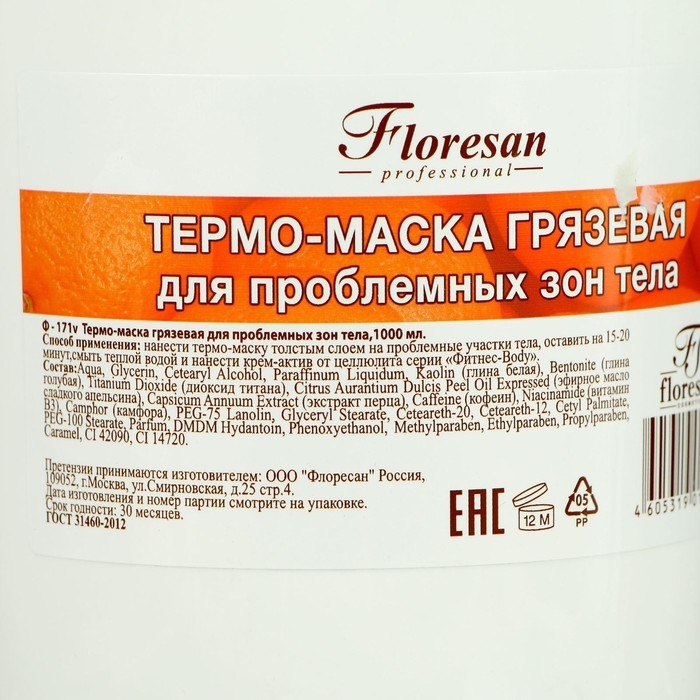 Floresan
professional
ТЕРМО-МАСКА ГРЯЗЕВАЯ
для проблемных зон тела
Ф - 171v Термо-маска грязевая для проблемных зон тела,1000 мл.
Способ применения: нанести термо-маску толстым слоем на проблемные участки тела, оставить на 15-20
минут,смыть теплой водой и нанести крем-актив от целлюлита серии «Фитнес-Body».
Состав:Aqua, Glycerin, Cetearyl Alcohol, Paraffinum Liquidum, Kaolin (глина белая), Bentonite (глина
голубая), Titanium Dioxide (диоксид титана), Citrus Aurantium Dulcis Peel Oil Expressed (эфирное масло
сладкого апельсина), Capsicum Annuum Extract (экстракт перца), Caffeine (кофеин), Niacinamide (витамин
B3), Camphor (камфора), PEG-75 Lanolin, Glyceryl Stearate, Ceteareth-20, Ceteareth-12, Cetyl Palmitate,
PEG-100 Stearate, Parfum, DMDM Hydantoin, Phenoxyethanol, Methylparaben, Ethylparaben, Propylparaben,
Caramel, CI 42090, CI 14720.
Претензии принимаются изготовителем: ООО "Флоресан" Россия,
109052, г.Москва, ул.Смирновская, д.25 стр.4.
Дата изготовления и номер партии смотрите на упаковке.
Срок годности: 30 месяцев.
ГОСТ 31460-2012
EAC
12 M
05
PP
4 605319